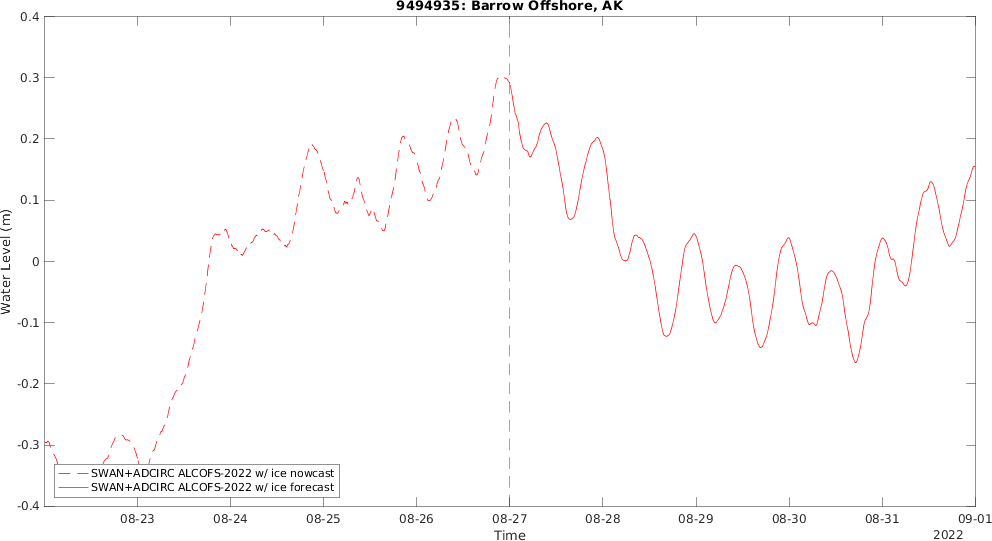 9494935: Barrow Offshore, AK
0.4
0.3
0.2
0.1
0
-0.1
-0.2
-0.3
-0.4
Water Level (m)
SWAN+ADCIRC ALCOFS-2022 w/ ice nowcast
SWAN+ADCIRC ALCOFS-2022 w/ ice forecast
08-23 08-24 08-25 08-26 08-27 08-28 08-29 08-30 08-31 09-01
Time
2022